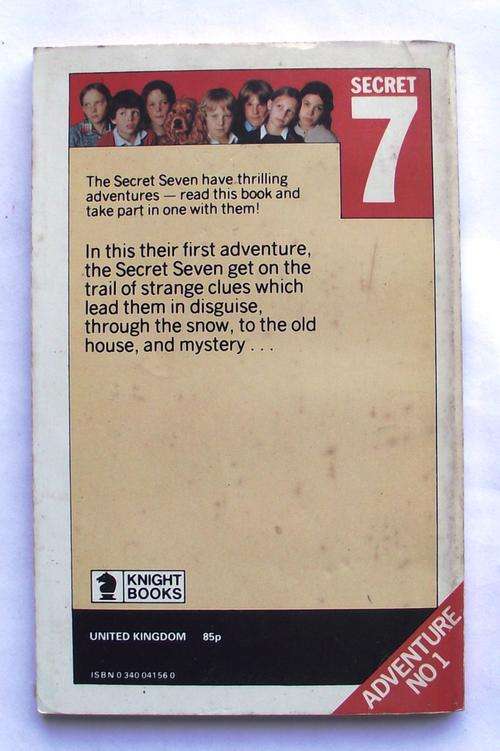 SECRET
7
The Secret Seven have thrilling
adventures — read this book and
take part in one with them!
In this their first adventure,
the Secret Seven get on the
trail of strange clues which
lead them in disguise,
through the snow, to the old
house, and mystery . . .
KNIGHT
BOOKS
UNITED KINGDOM 85p
ISBN 0 340 04156 0
ADVENTURE
NO 1